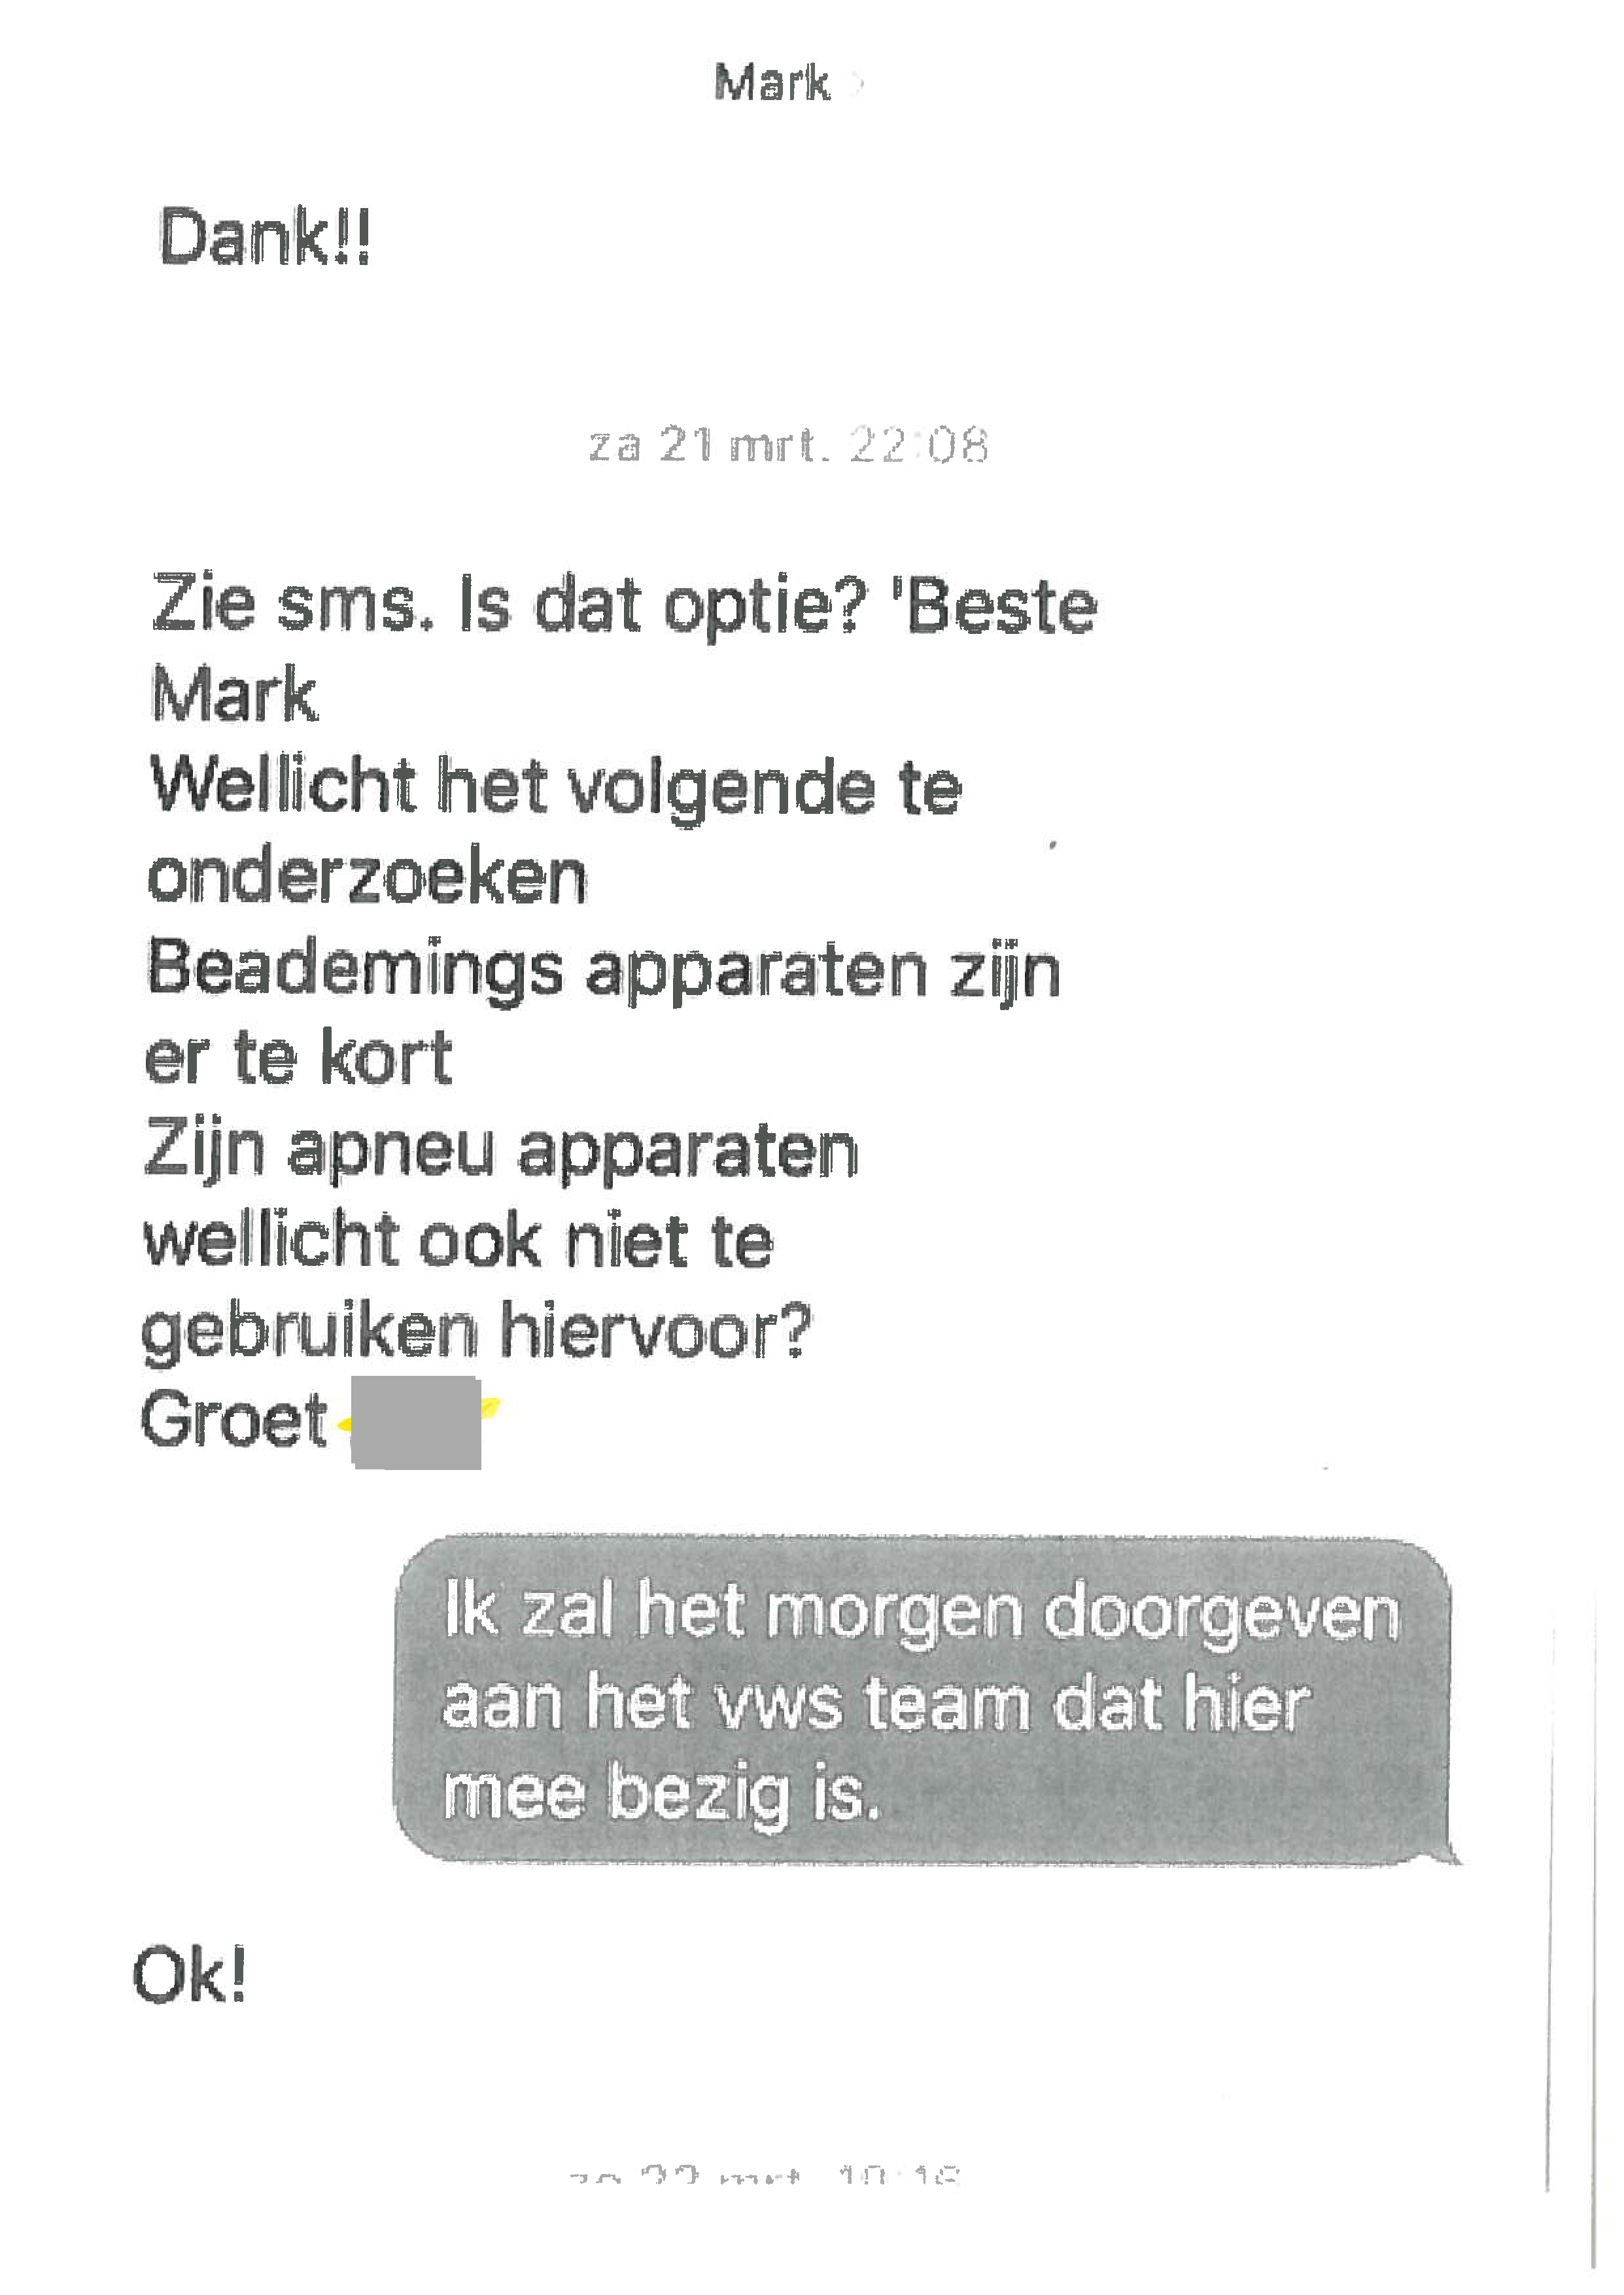 Mark
Dank!!
za 21 mrt. 22:08
Zie sms. Is dat optie? 'Beste
Mark
Wellicht het volgende te
onderzoeken
Beademings apparaten zijn
er te kort
Zijn apneu apparaten
wellicht ook niet te
gebruiken hiervoor?
Groet
Ik zal het morgen doorgeven
aan het vws team dat hier
mee bezig is.
Ok!